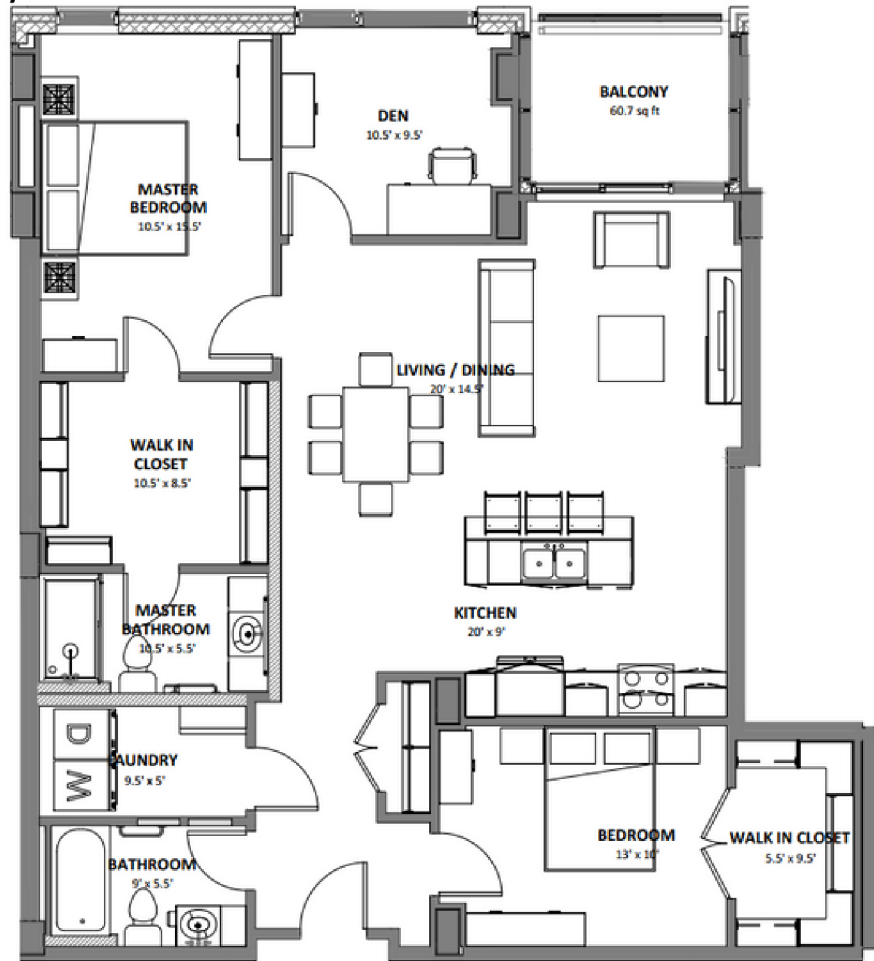 BALCONY
60.7 sq ft
DEN
10.5' x 9.5'
MASTER
BEDROOM
10.5' x 15.5'
LIVING / DINING
20' x 14.5'
WALK IN
CLOSET
10.5' x 8.5'
MASTER
BATHROOM
10.5' x 5.5'
KITCHEN
20' x 9'
D
LAUNDRY
9.5' x 5'
W
BEDROOM
13' x 10'
WALK IN CLOSET
5.5' x 9.5'
BATHROOM
9' x 5.5'